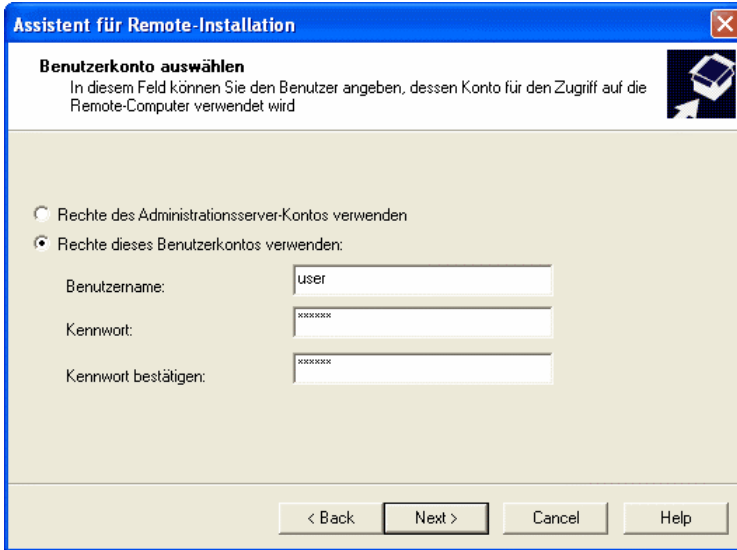 Assistent für Remote-Installation
Benutzerkonto auswählen
In diesem Feld können Sie den Benutzer angeben, dessen Konto für den Zugriff auf die
Remote-Computer verwendet wird
Rechte des Administrationsserver-Kontos verwenden
Rechte dieses Benutzerkontos verwenden:
Benutzername:
user
Kennwort:
xxxxxx
Kennwort bestätigen:
xxxxxx
< Back
Next >
Cancel
Help